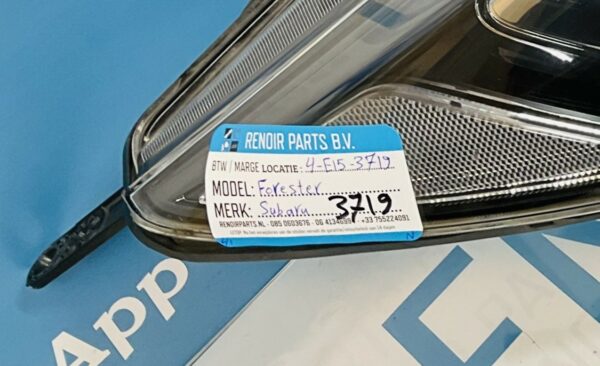 RENOIR PARTS B.V.
BTW / MARGE LOCATIE: 4-E15-3719
MODEL: Forester
MERK: Subaru 3719
RENOIRPARTS.NL - 085 0603676 - 06 41346991 / +33 755224091
App